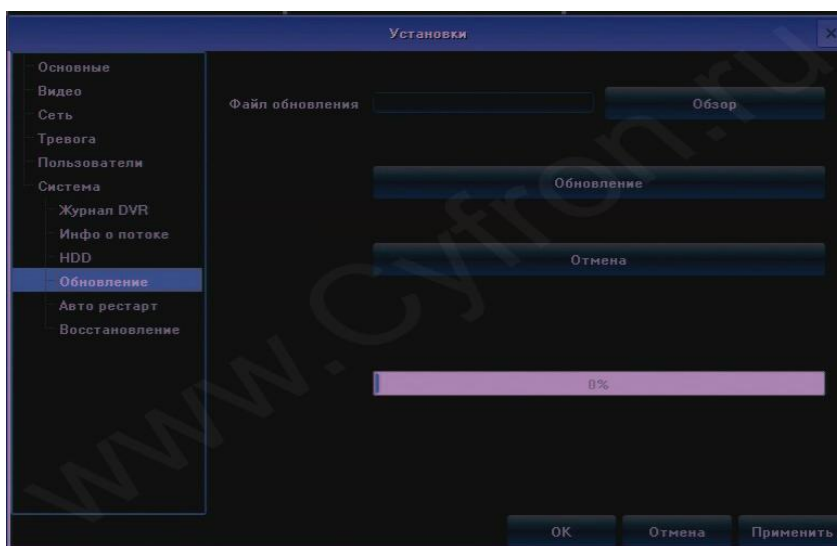 Установки
Основные
Видео
Сеть
Тревога
Пользователи
Система
Журнал DVR
Инфо о потоке
HDD
Обновление
Авто рестарт
Восстановление
Файл обновления
Обзор
Обновление
Отмена
0%
OK
Отмена
Применить
www.Cyfron.ru